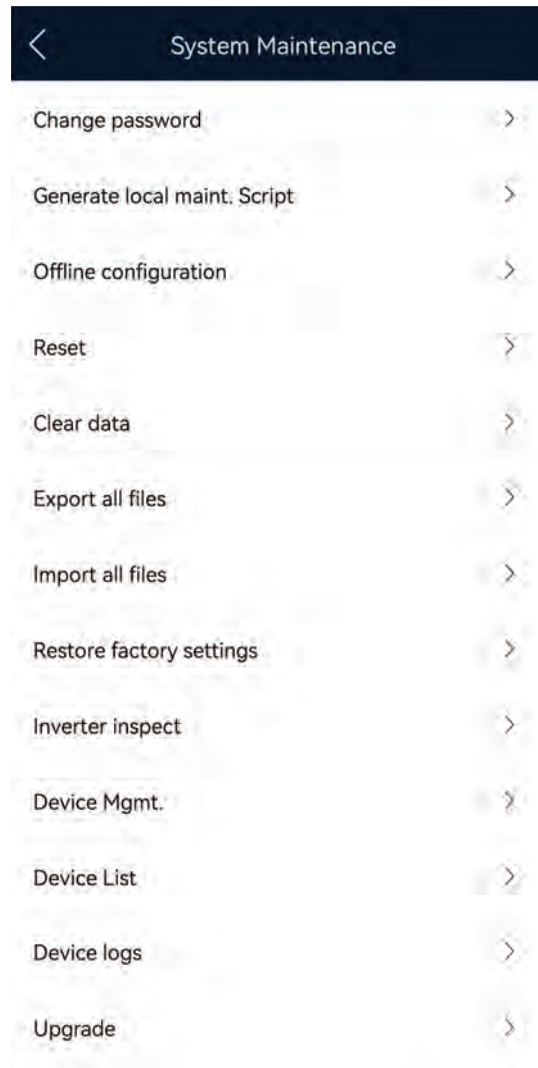 System Maintenance
Change password
Generate local maint. Script
Offline configuration
Reset
Clear data
Export all files
Import all files
Restore factory settings
Inverter inspect
Device Mgmt.
Device List
Device logs
Upgrade